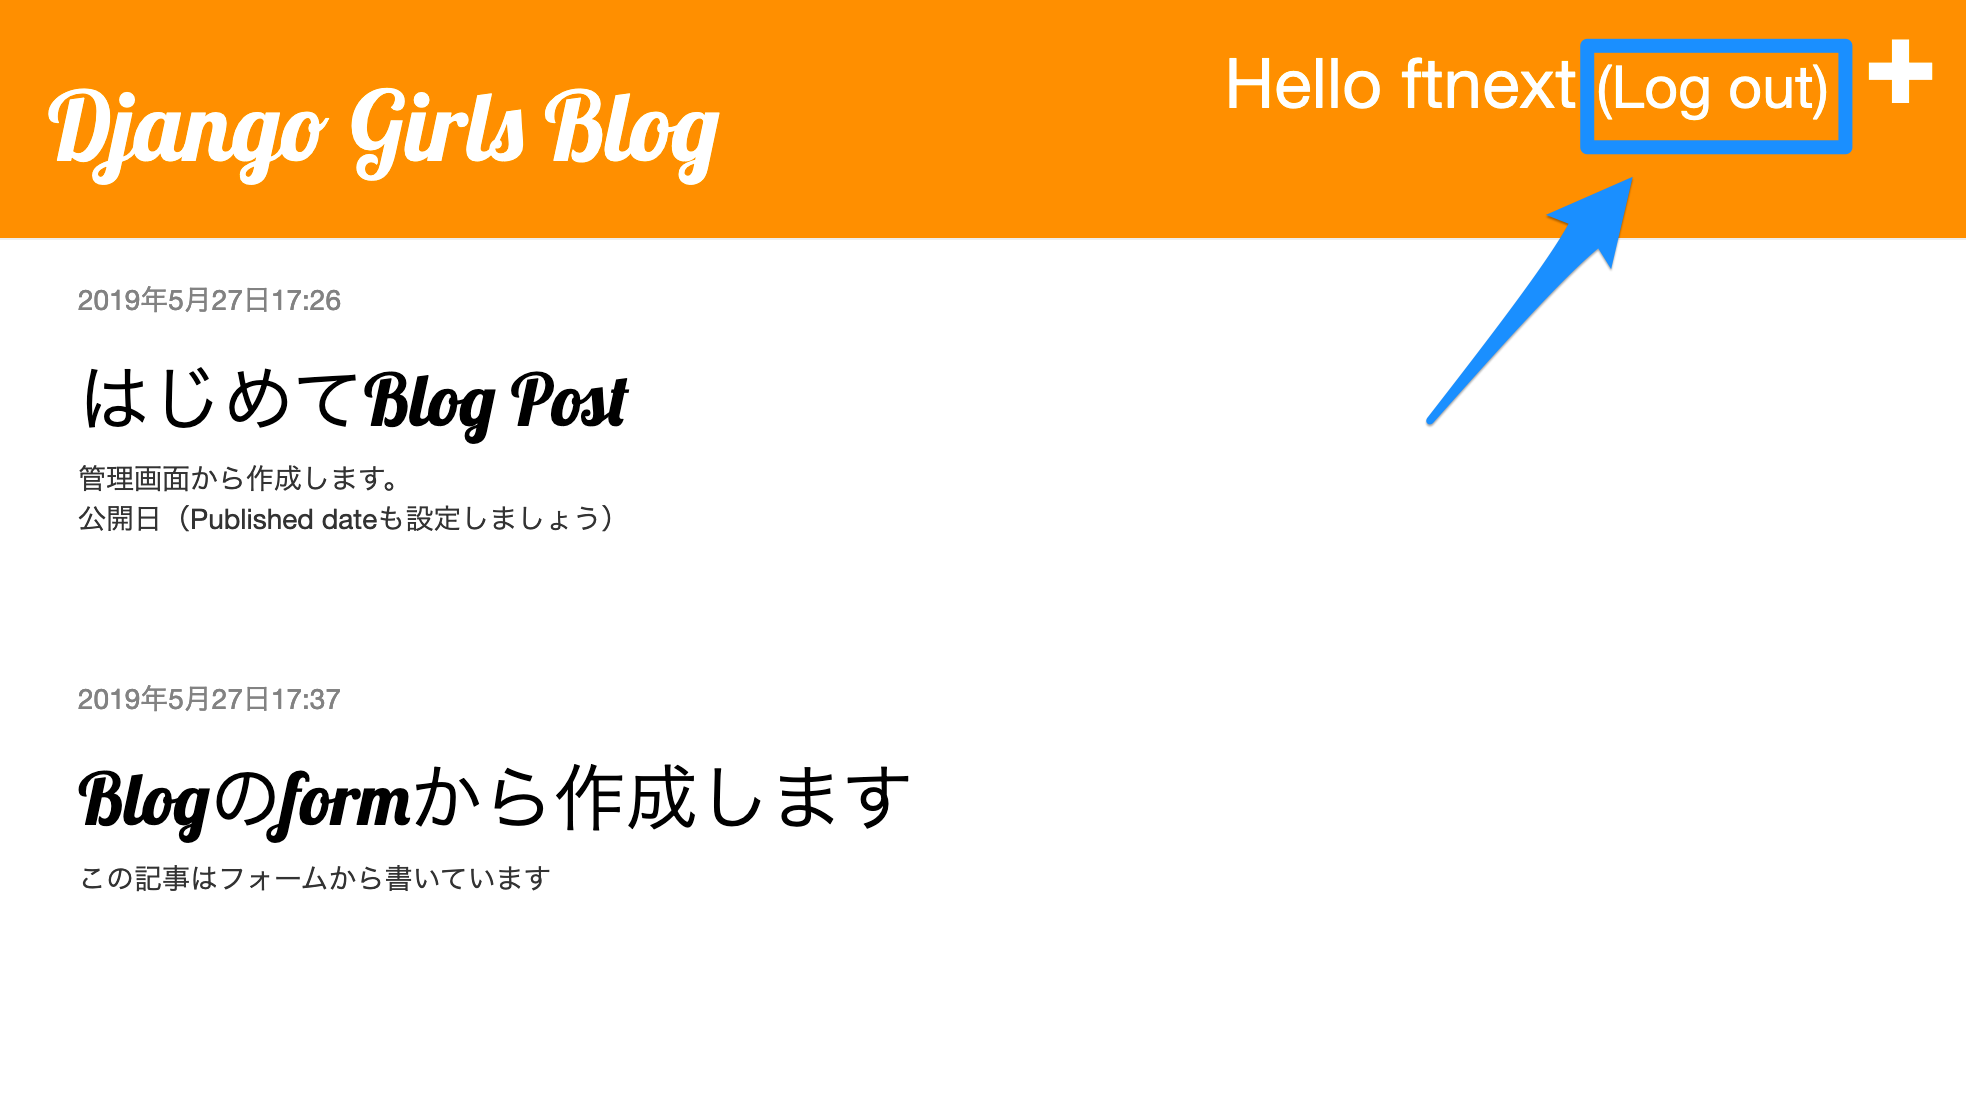 Django Girls Blog
Hello ftnext (Log out)
2019年5月27日17:26
はじめてBlog Post
管理画面から作成します。
公開日（Published dateも設定しましょう）
2019年5月27日17:37
Blogのformから作成します
この記事はフォームから書いています